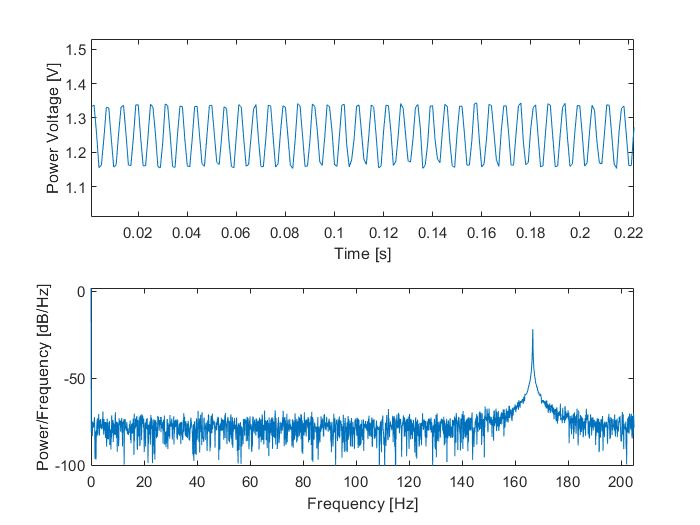 1.5
1.4
1.3
1.2
1.1
Power Voltage [V]
0.02 0.04 0.06 0.08 0.1 0.12 0.14 0.16 0.18 0.2 0.22
Time [s]
0
-50
-100
Power/Frequency [dB/Hz]
0 20 40 60 80 100 120 140 160 180 200
Frequency [Hz]